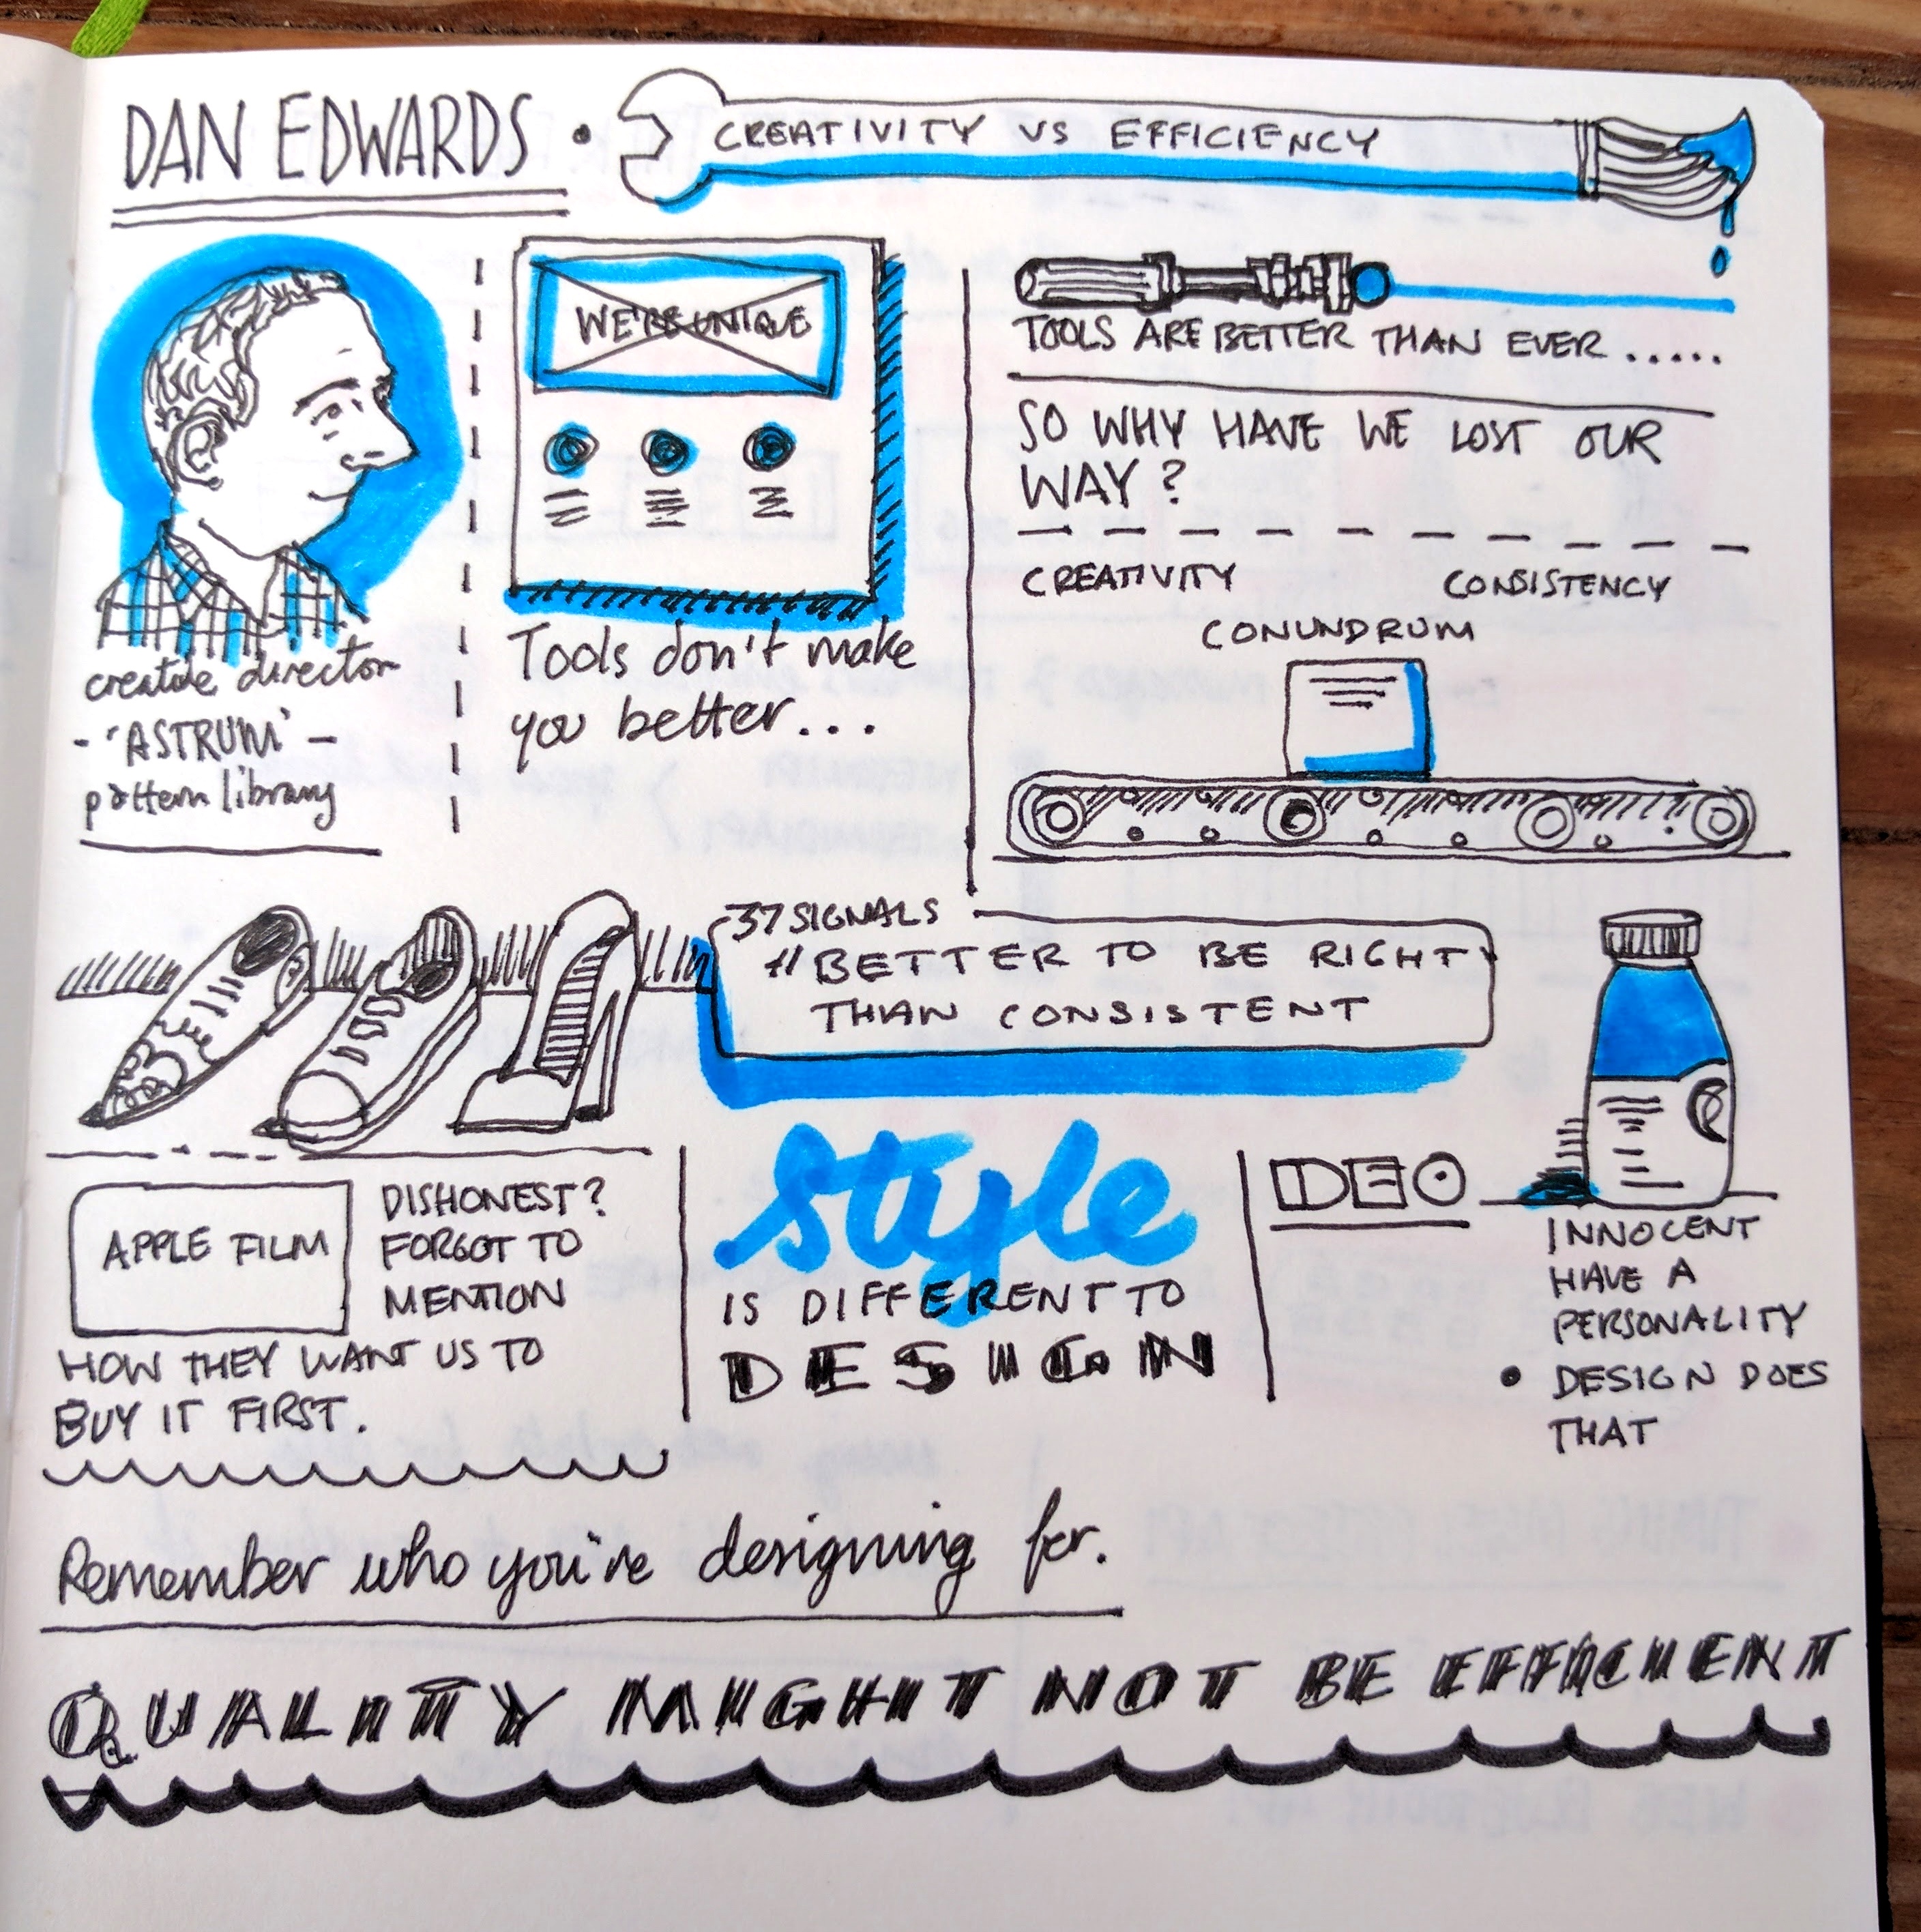 DAN EDWARDS • CREATIVITY VS EFFICIENCY
creative director
- 'ASTRUM' -
pattern library
WE'RE UNIQUE
Tools don't make
you better...
TOOLS ARE BETTER THAN EVER .....
SO WHY HAVE WE LOST OUR
WAY?
CREATIVITY CONSISTENCY
CONUNDRUM
37SIGNALS
"BETTER TO BE RIGHT
THAN CONSISTENT
APPLE FILM
DISHONEST?
FORGOT TO
MENTION
HOW THEY WANT US TO
BUY IT FIRST.
style
IS DIFFERENT TO
DESIGN
IDEO
INNOCENT
HAVE A
PERSONALITY
• DESIGN DOES
THAT
Remember who you're designing for.
QUALITY MIGHT NOT BE EFFICIENT